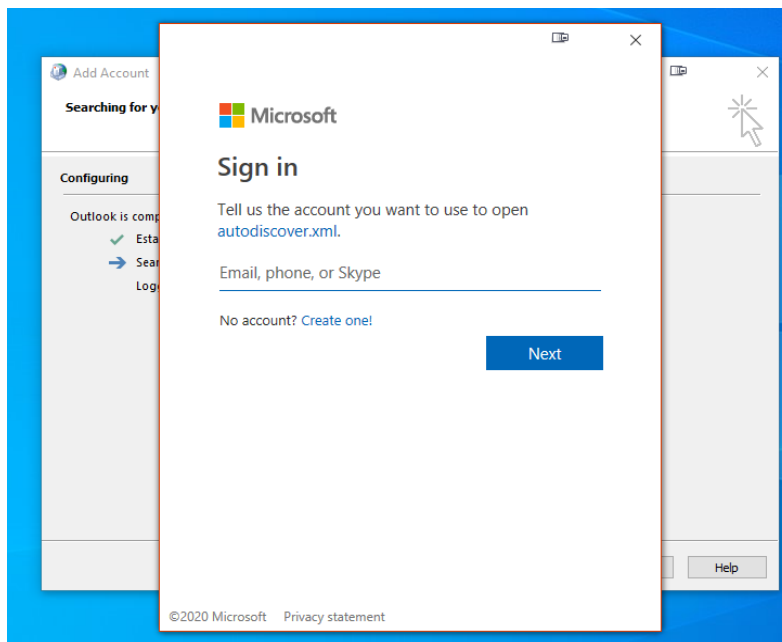 Add Account
Searching for y
Configuring
Outlook is comp
Esta
Sear
Logg
Microsoft
Sign in
Tell us the account you want to use to open
autodiscover.xml.
Email, phone, or Skype
No account? Create one!
Next
Help
©2020 Microsoft Privacy statement